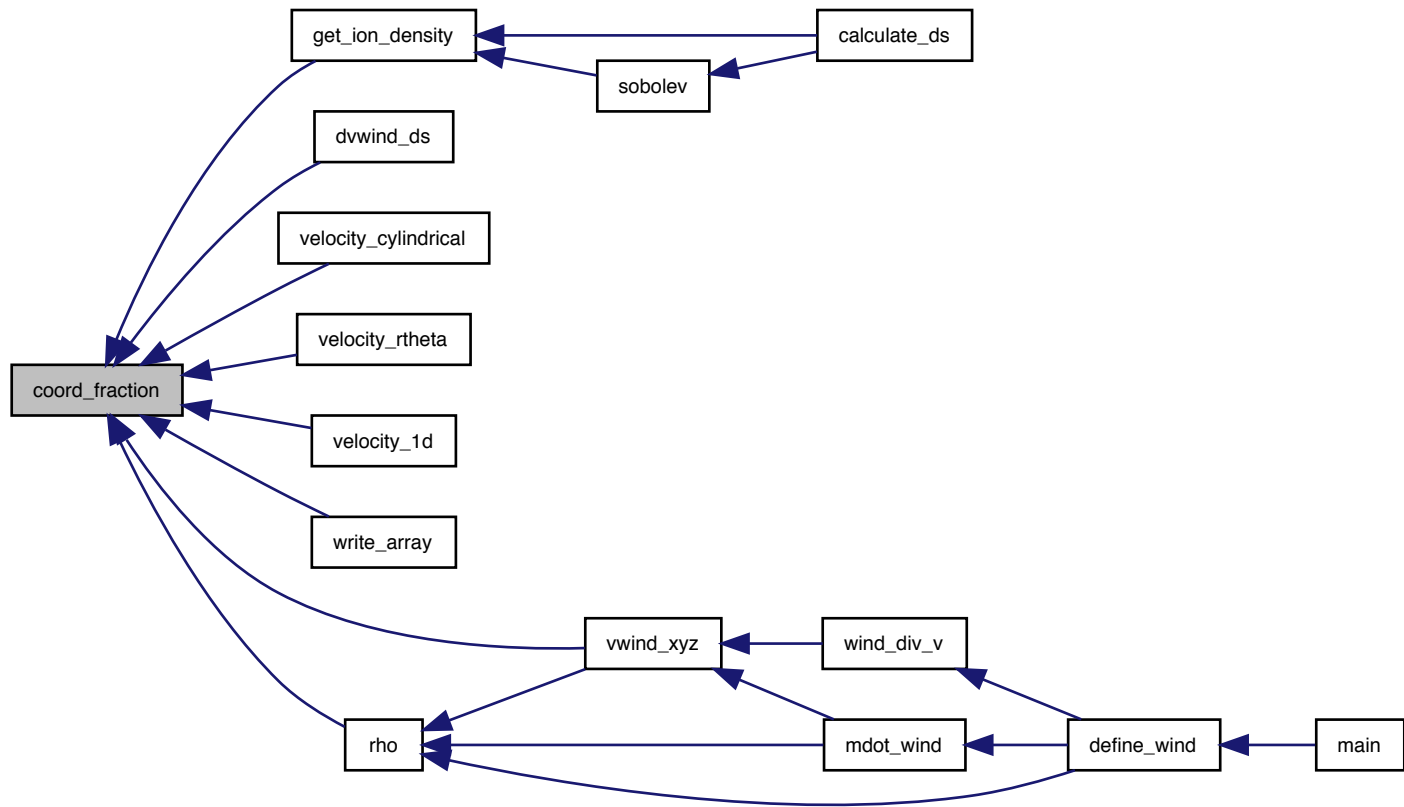 get_ion_density
calculate_ds
sobolev
dvwind_ds
velocity_cylindrical
velocity_rtheta
coord_fraction
velocity_1d
write_array
vwind_xyz
wind_div_v
rho
mdot_wind
define_wind
main